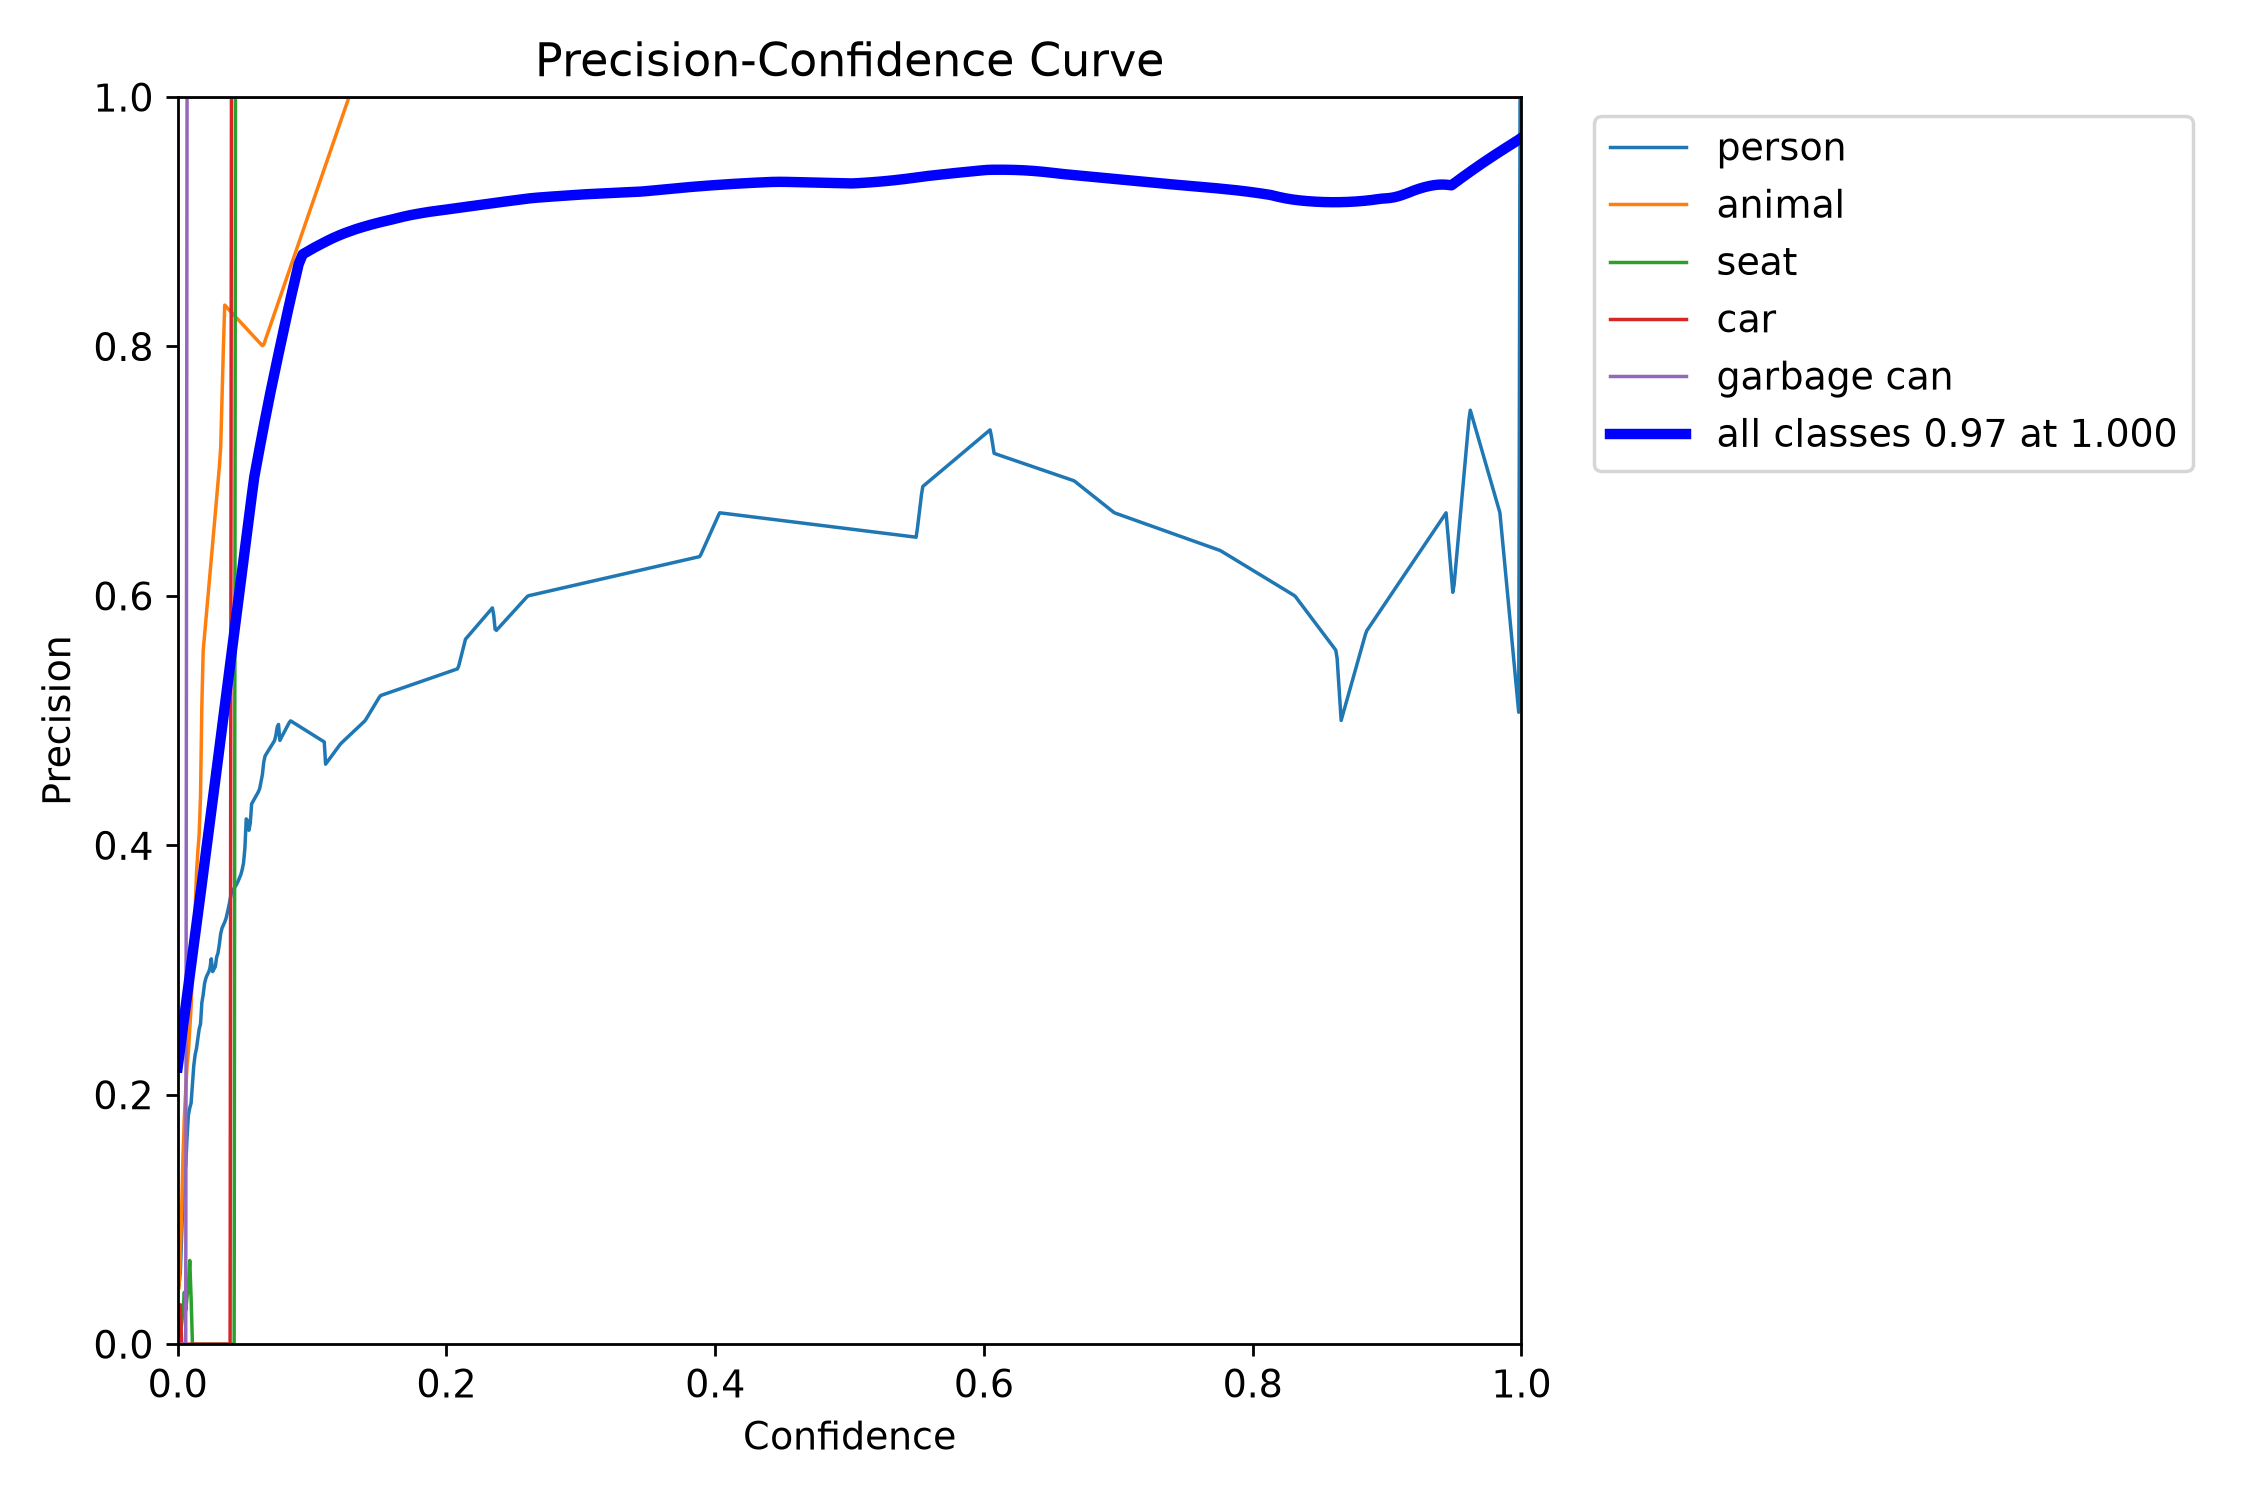 Precision-Confidence Curve
1.0
0.8
0.6
0.4
0.2
0.0
Precision
0.0 0.2 0.4 0.6 0.8 1.0
Confidence
person
animal
seat
car
garbage can
all classes 0.97 at 1.000